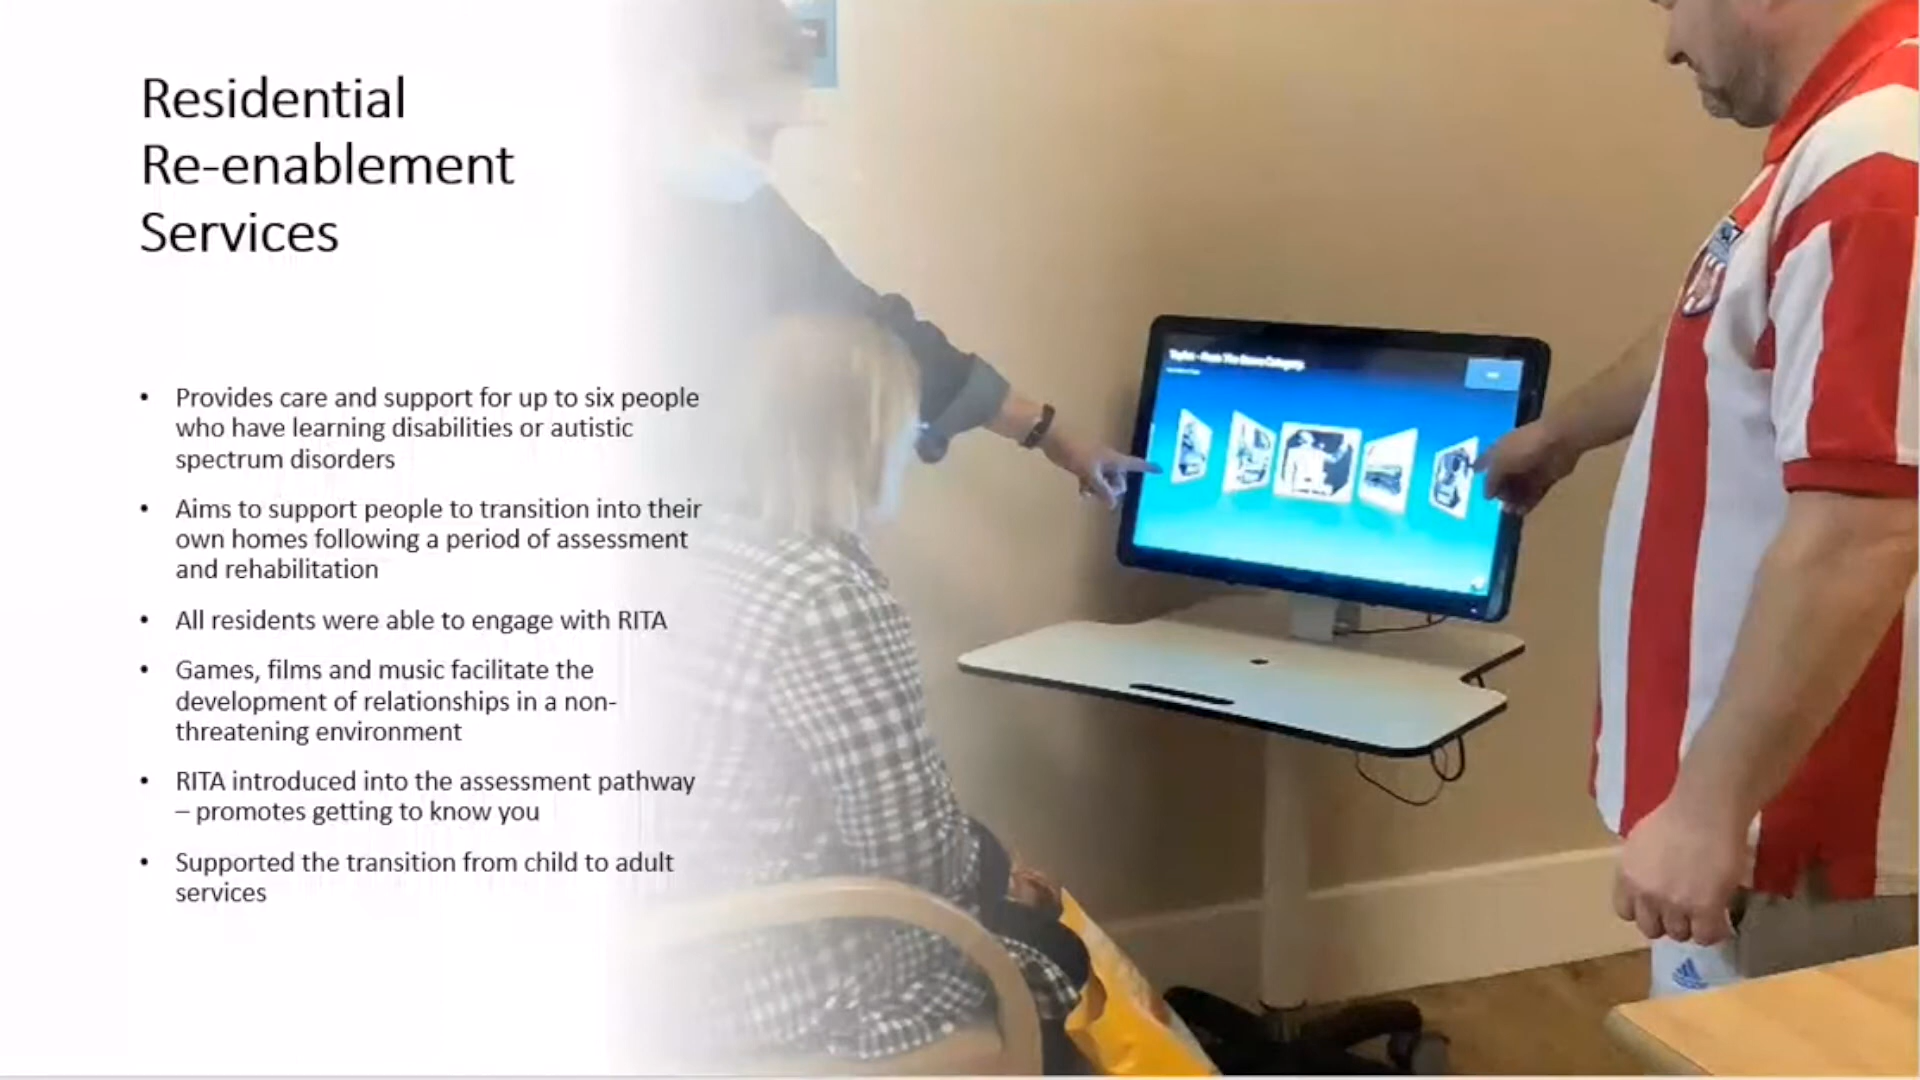 Residential
Re-enablement
Services
• Provides care and support for up to six people
who have learning disabilities or autistic
spectrum disorders
• Aims to support people to transition into their
own homes following a period of assessment
and rehabilitation
• All residents were able to engage with RITA
• Games, films and music facilitate the
development of relationships in a non-
threatening environment
• RITA introduced into the assessment pathway
– promotes getting to know you
• Supported the transition from child to adult
services